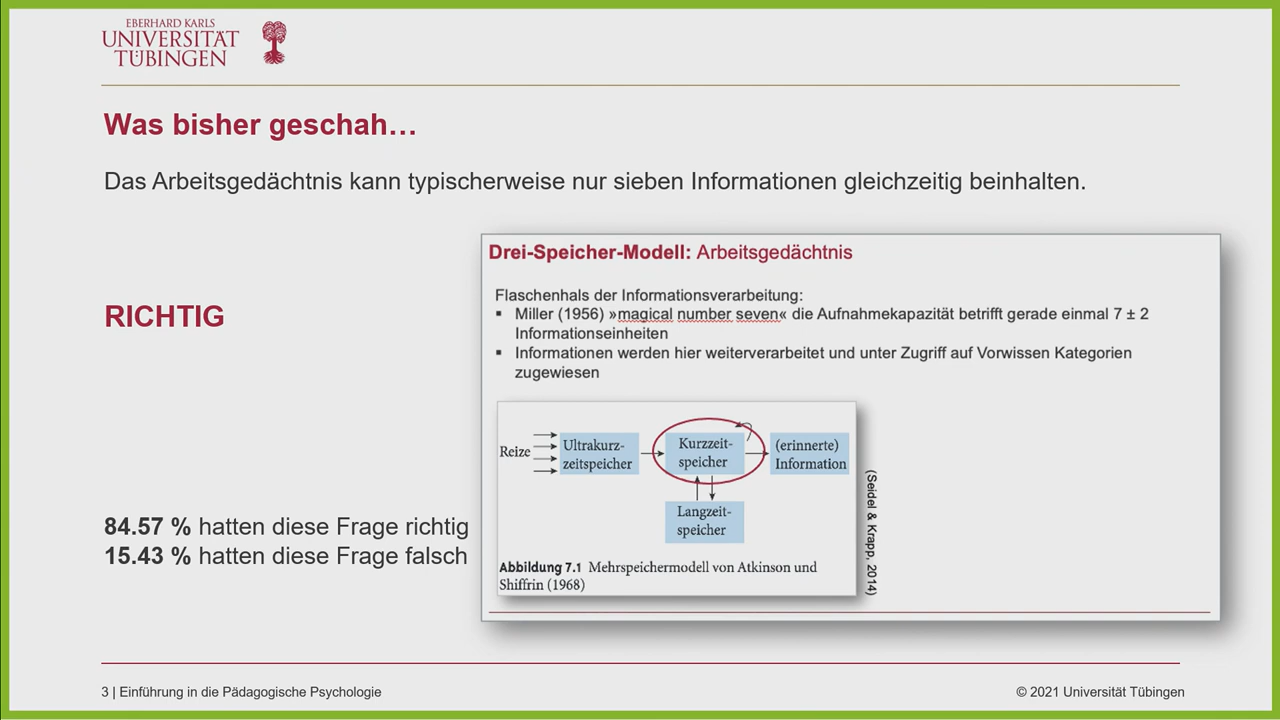 EBERHARD KARLS
UNIVERSITÄT
TÜBINGEN
Was bisher geschah…
Das Arbeitsgedächtnis kann typischerweise nur sieben Informationen gleichzeitig beinhalten.
RICHTIG
84.57 % hatten diese Frage richtig
15.43 % hatten diese Frage falsch
Drei-Speicher-Modell: Arbeitsgedächtnis
Flaschenhals der Informationsverarbeitung:
▪ Miller (1956) »magical number seven« die Aufnahmekapazität betrifft gerade einmal 7 ± 2
Informationseinheiten
▪ Informationen werden hier weiterverarbeitet und unter Zugriff auf Vorwissen Kategorien
zugewiesen
Reize
Ultrakurz-
zeitspeicher
Kurzzeit-
speicher
(erinnerte)
Information
Langzeit-
speicher
Abbildung 7.1 Mehrspeichermodell von Atkinson und
Shiffrin (1968)
(Seidel & Krapp, 2014)
3 | Einführung in die Pädagogische Psychologie
© 2021 Universität Tübingen